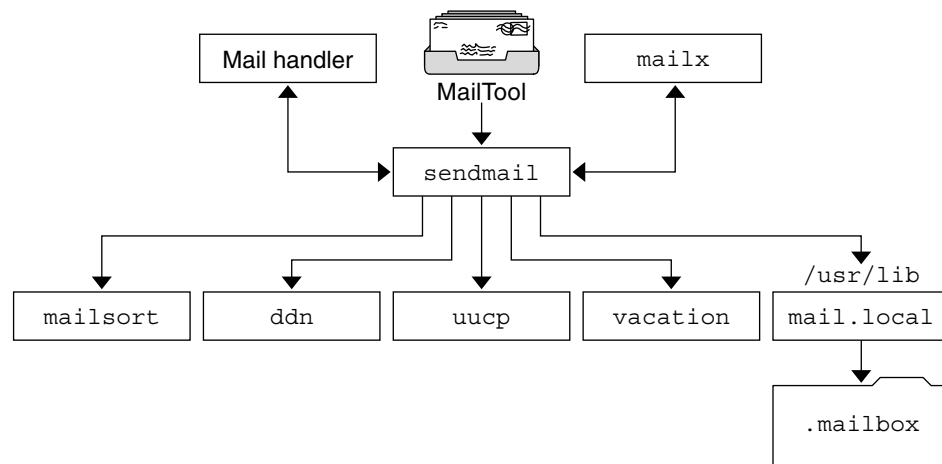 Mail handler
mailx
MailTool
sendmail
/usr/lib
mailsort
ddn
uucp
vacation
mail.local
.mailbox